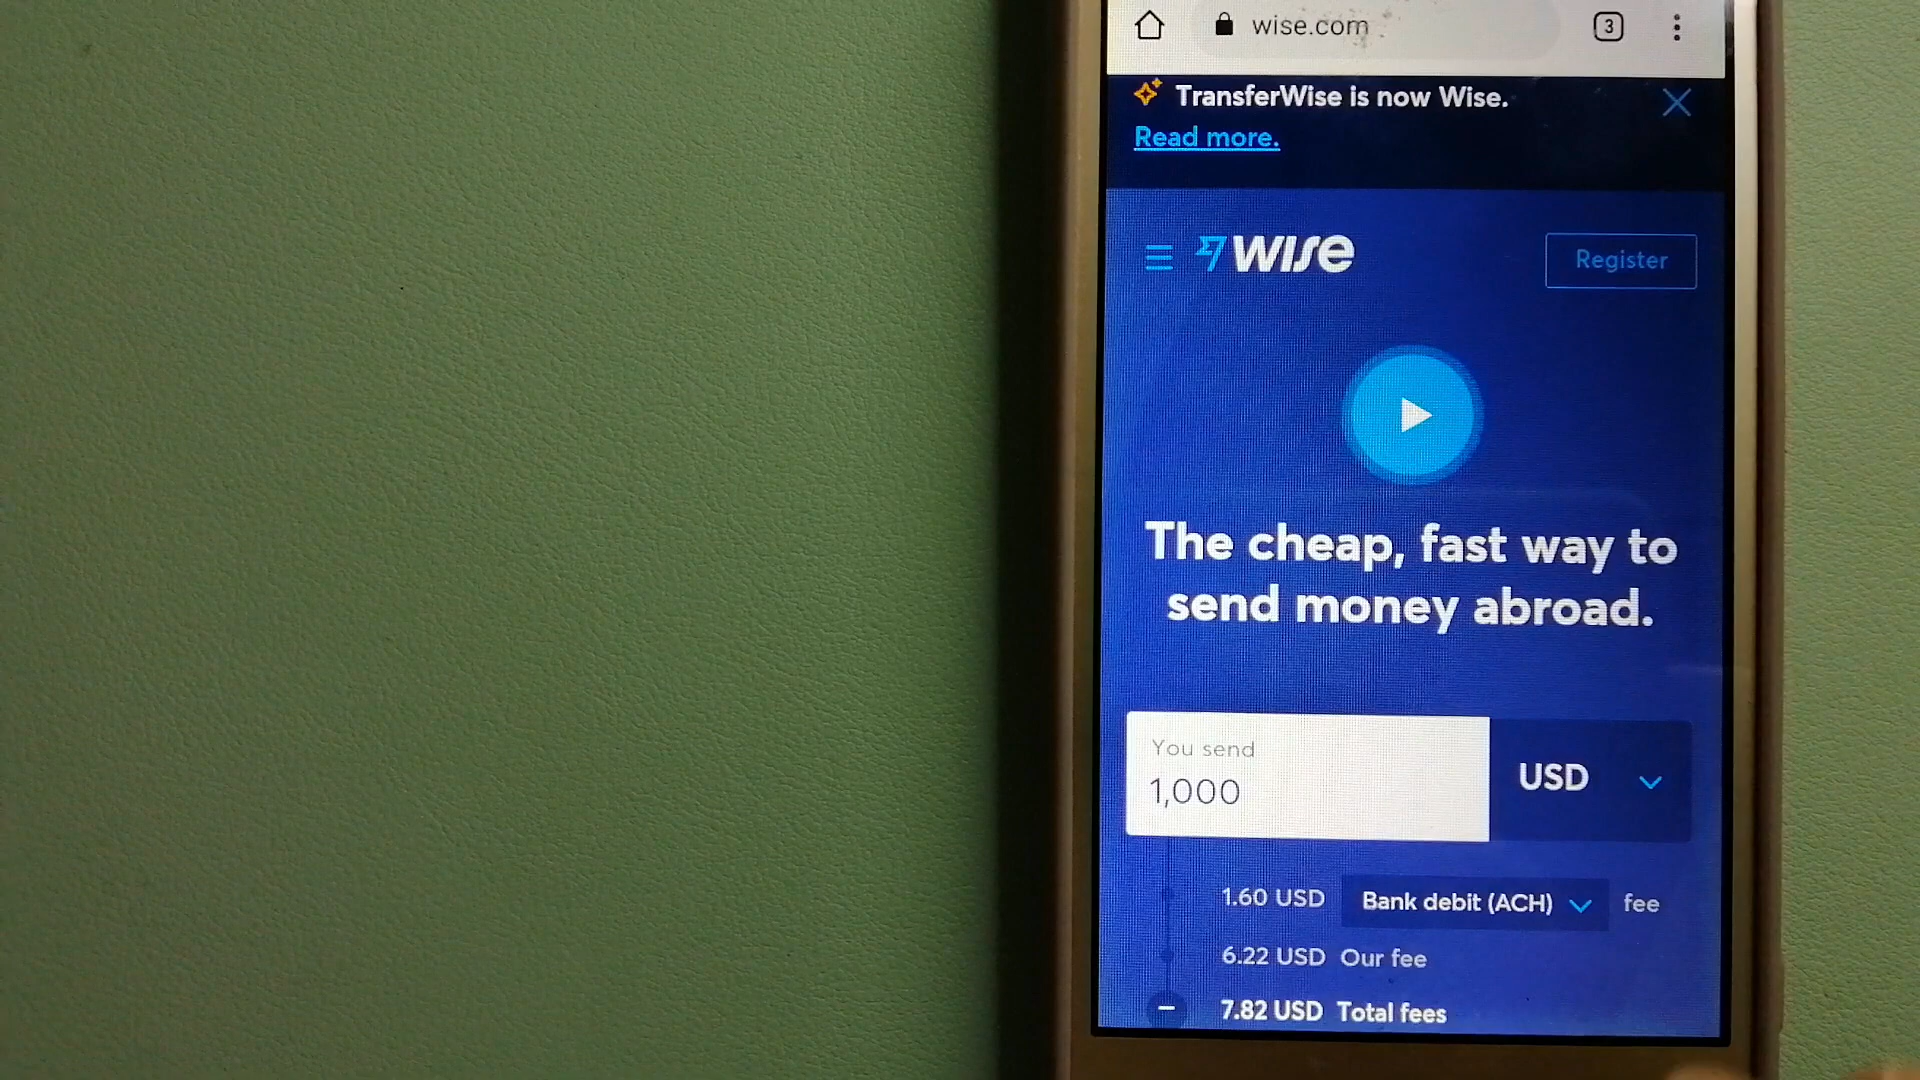 wise.com
3
TransferWise is now Wise.
Read more.
wise
Register
The cheap, fast way to
send money abroad.
You send
1,000
USD
1.60 USD Bank debit (ACH) fee
6.22 USD Our fee
7.82 USD Total fees